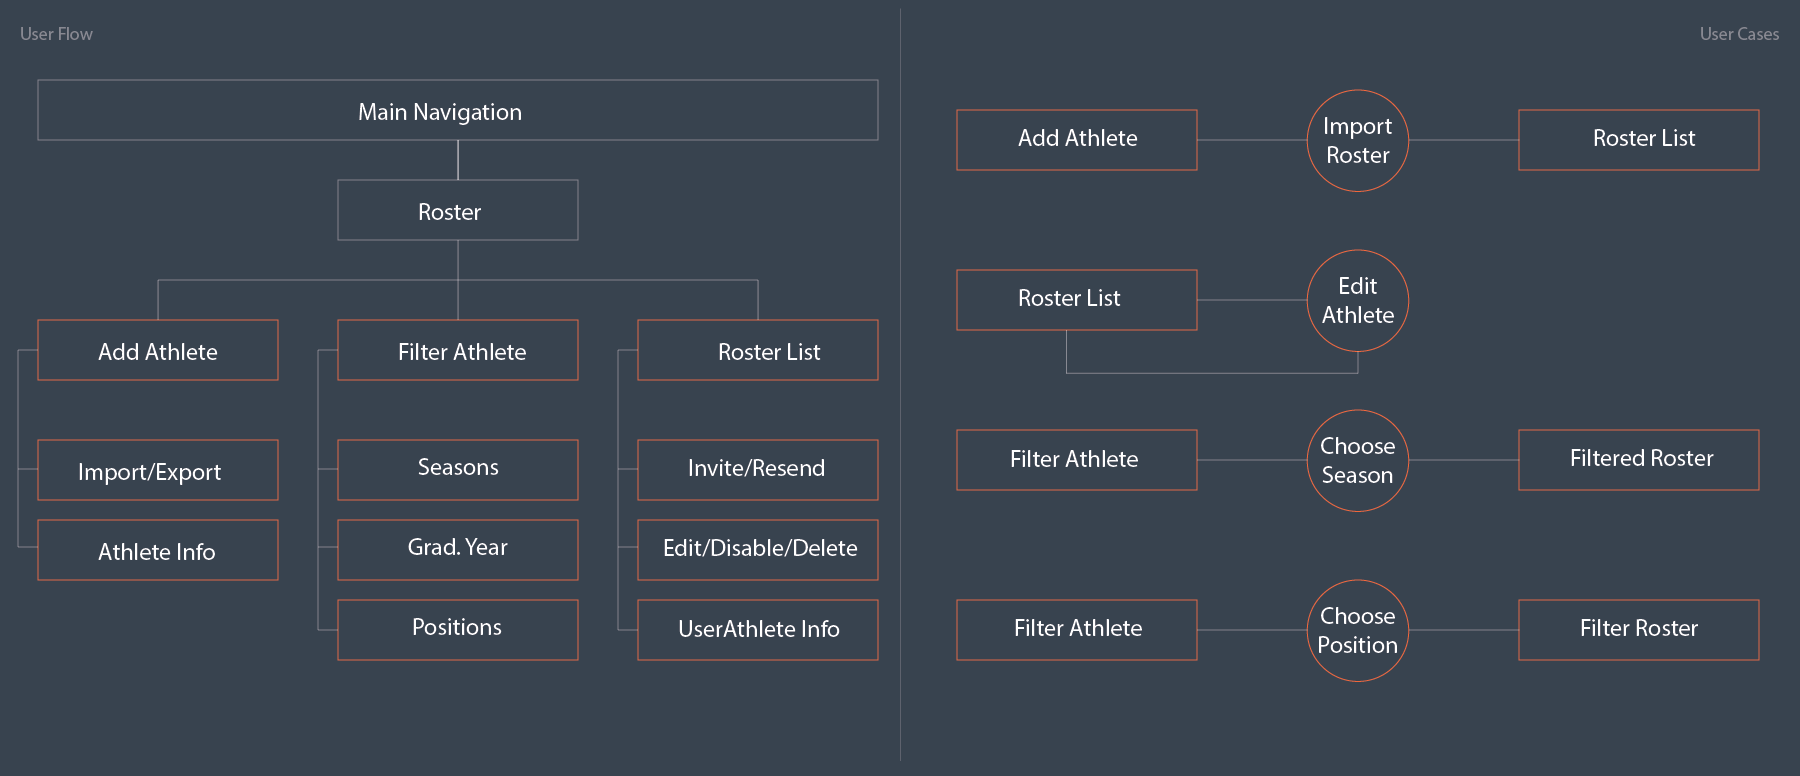 User Flow
Main Navigation
Roster
Add Athlete
Filter Athlete
Roster List
Import/Export
Seasons
Invite/Resend
Athlete Info
Grad. Year
Edit/Disable/Delete
Positions
UserAthlete Info
User Cases
Add Athlete
Import
Roster
Roster List
Roster List
Edit
Athlete
Filter Athlete
Choose
Season
Filtered Roster
Filter Athlete
Choose
Position
Filter Roster